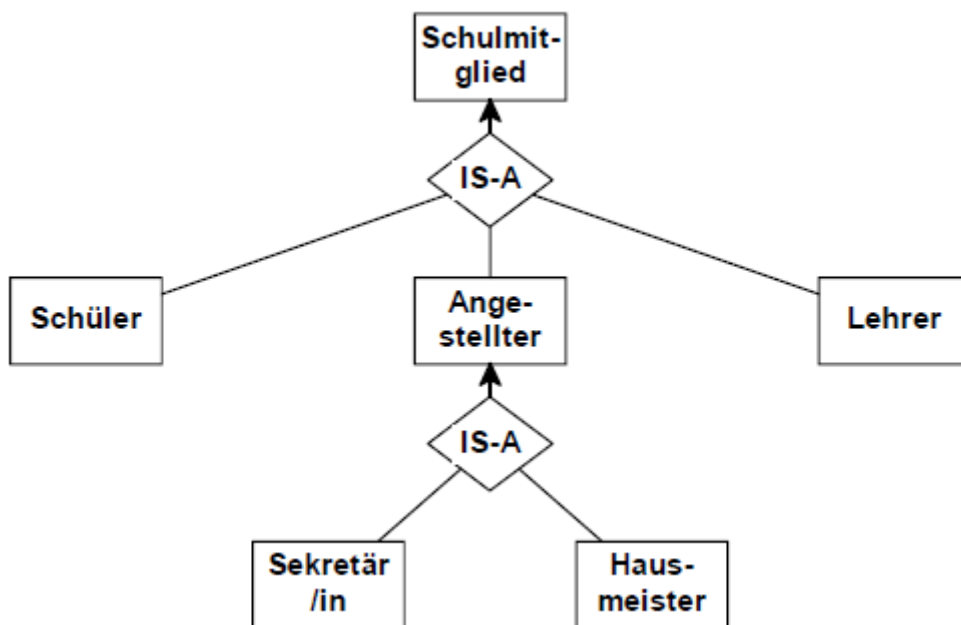 Schulmit-
glied
IS-A
Schüler
Ange-
stellter
Lehrer
IS-A
Sekretär
/in
Haus-
meister